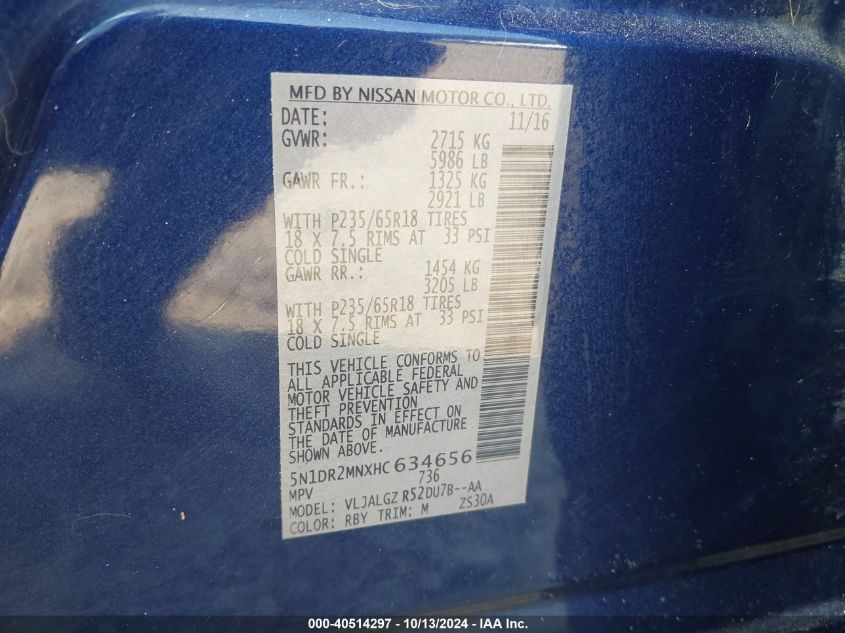 MFD BY NISSAN MOTOR CO., LTD.
DATE: 11/16
GVWR: 2715 KG
5986 LB
GAWR FR.: 1325 KG
2921 LB
WITH P235/65R18 TIRES
18 X 7.5 RIMS AT 33 PSI
COLD SINGLE
GAWR RR.: 1454 KG
3205 LB
WITH P235/65R18 TIRES
18 X 7.5 RIMS AT 33 PSI
COLD SINGLE
THIS VEHICLE CONFORMS TO
ALL APPLICABLE FEDERAL
MOTOR VEHICLE SAFETY AND
THEFT PREVENTION
STANDARDS IN EFFECT ON
THE DATE OF MANUFACTURE
SHOWN ABOVE.
5N1DR2MNXHC634656
MPV 736
MODEL: VLJALGZ R52DU7B--AA
COLOR: RBY TRIM: M ZS30A
000-40514297 - 10/13/2024 - IAA Inc.